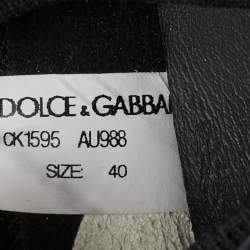 DOLCE & GABBA
CK1595 AU988
SIZE: 40